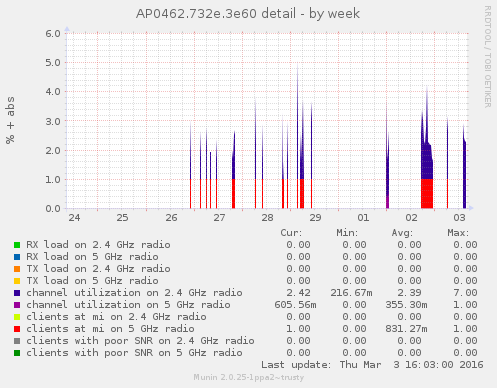 AP0462.732e.3e60 detail - by week
RRDTOOL / TOBI OETIKER
% + abs
6.0
5.0
4.0
3.0
2.0
1.0
0.0
24 25 26 27 28 29 01 02 03
Cur: Min: Avg: Max:
RX load on 2.4 GHz radio 0.00 0.00 0.00 0.00
RX load on 5 GHz radio 0.00 0.00 0.00 0.00
TX load on 2.4 GHz radio 0.00 0.00 0.00 0.00
TX load on 5 GHz radio 0.00 0.00 0.00 0.00
channel utilization on 2.4 GHz radio 2.42 216.67m 2.39 7.00
channel utilization on 5 GHz radio 605.56m 0.00 355.30m 1.00
clients at mi on 2.4 GHz radio 0.00 0.00 0.00 0.00
clients at mi on 5 GHz radio 1.00 0.00 831.27m 1.00
clients with poor SNR on 2.4 GHz radio 0.00 0.00 0.00 0.00
clients with poor SNR on 5 GHz radio 0.00 0.00 0.00 0.00
Last update: Thu Mar 3 16:03:00 2016
Munin 2.0.25-1ppa2~trusty